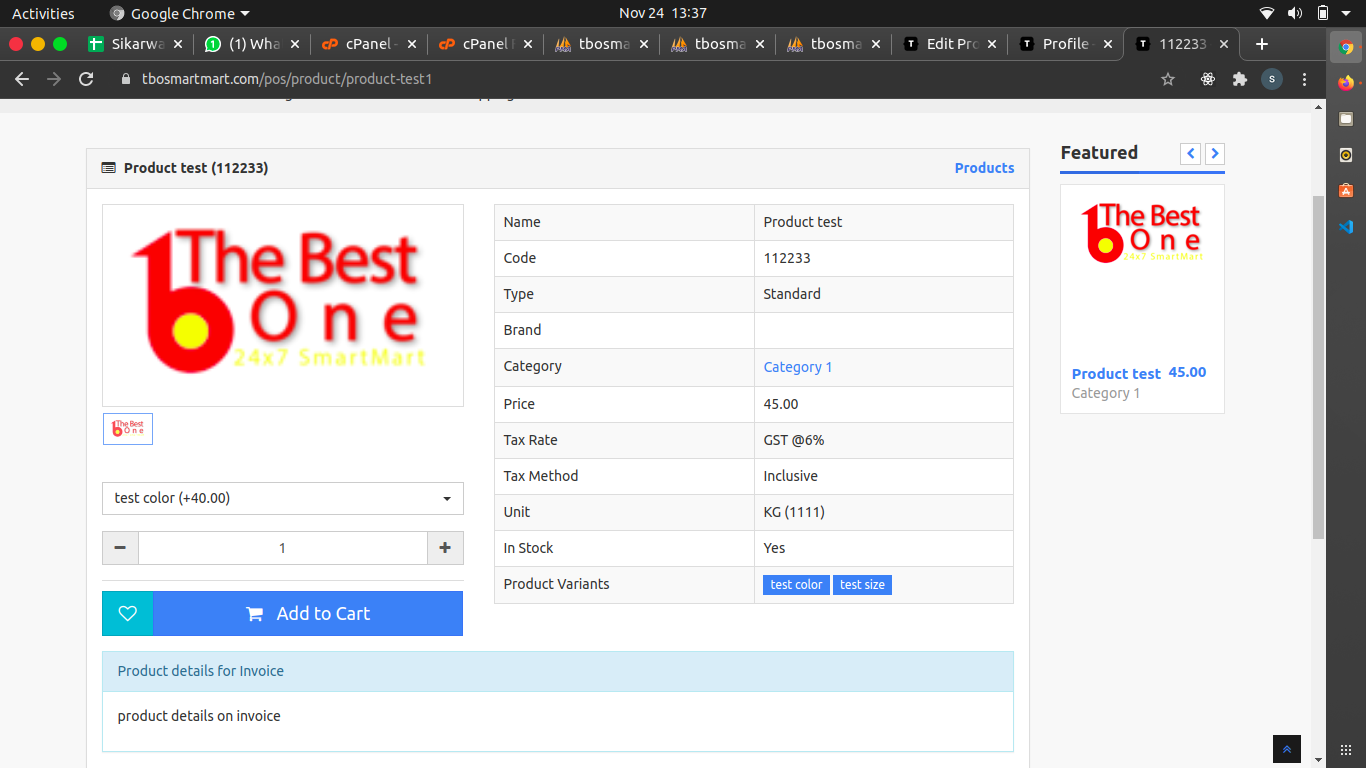 Activities
Google Chrome
Nov 24 13:37
Sikarwa
(1) Wha
cPanel -
cPanel
tbosma
tbosma
tbosma
Edit Pro
Profile -
112233
tbosmartmart.com/pos/product/product-test1
S
Product test (112233)
Products
The Best
One
24x7 SmartMart
The Best
One
test color (+40.00)
1
Add to Cart
Name Product test
Code 112233
Type Standard
Brand
Category Category 1
Price 45.00
Tax Rate GST @6%
Tax Method Inclusive
Unit KG (1111)
In Stock Yes
Product Variants test color test size
Product details for Invoice
product details on invoice
Featured
The Best
One
24x7 SmartMart
Product test 45.00
Category 1